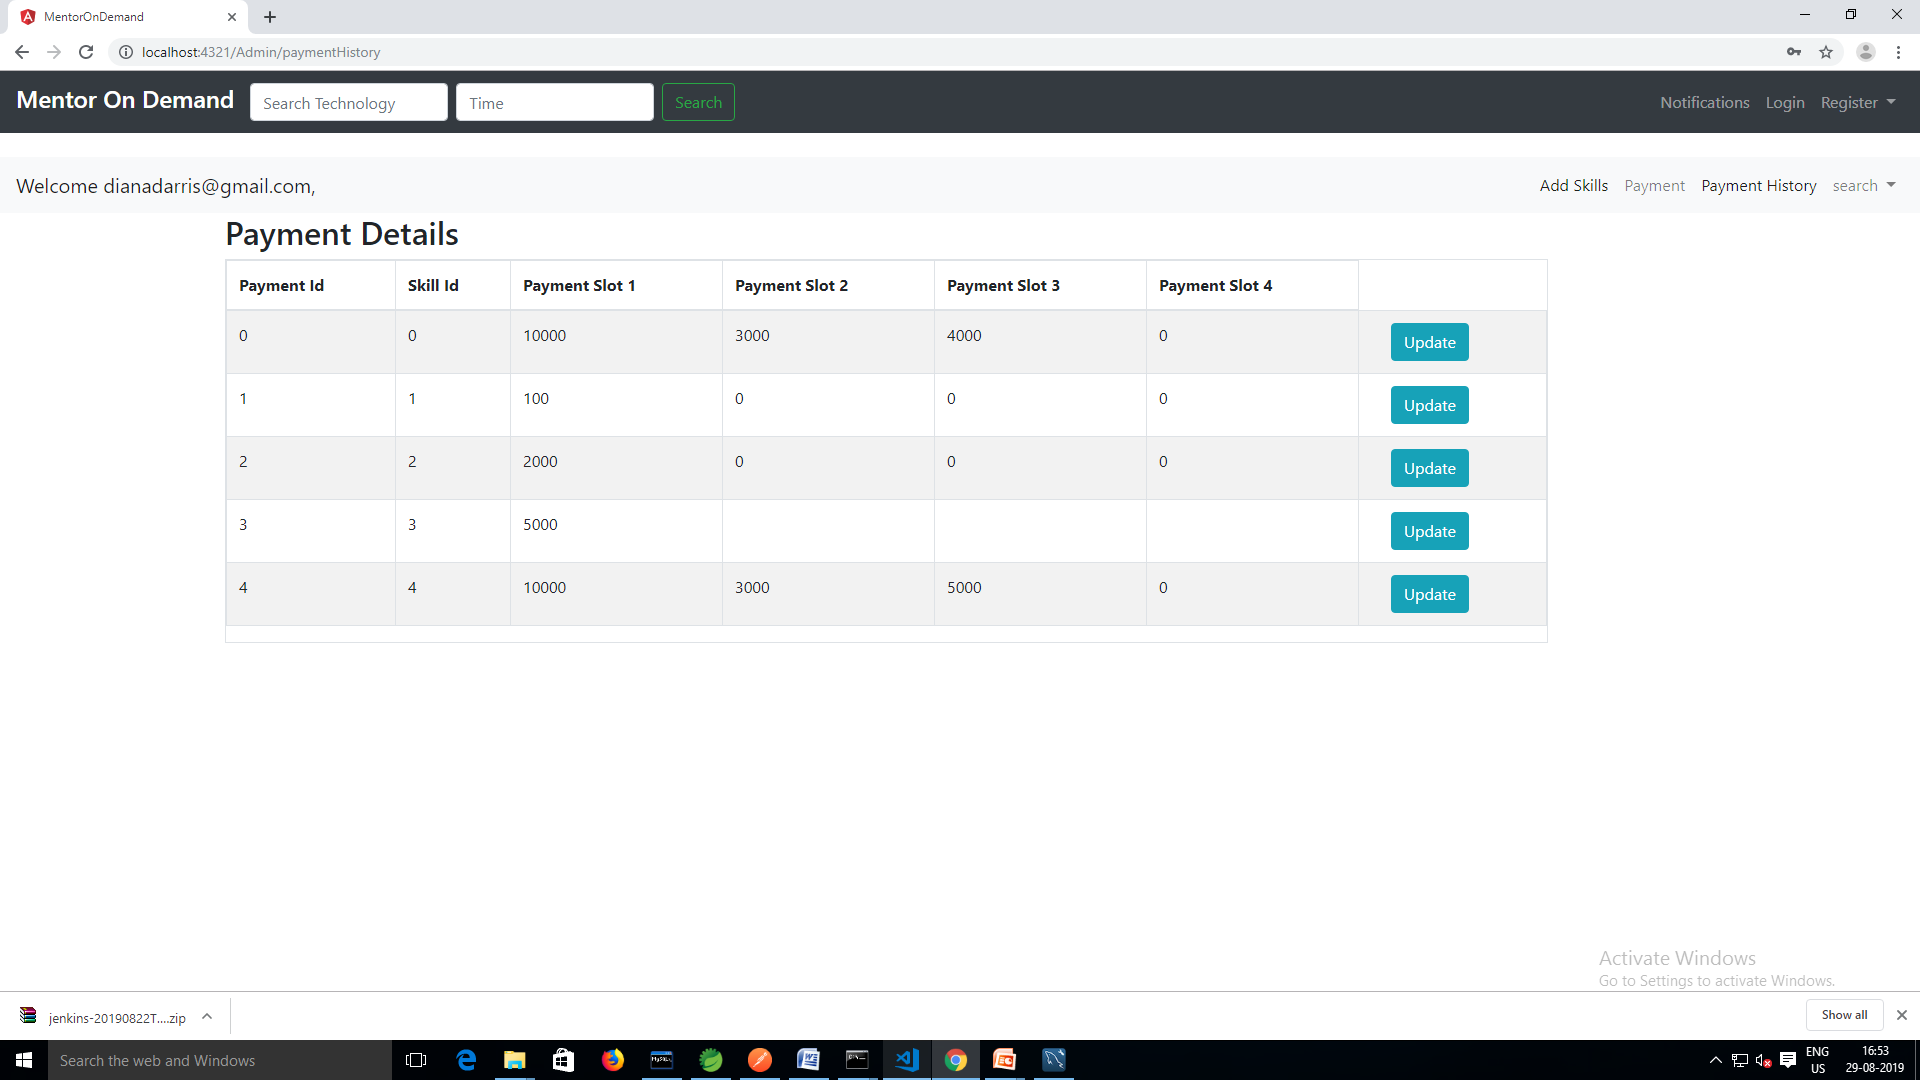 MentorOnDemand
localhost:4321/Admin/paymentHistory
Mentor On Demand Search Technology Time Search Notifications Login Register
Welcome dianadarris@gmail.com, Add Skills Payment Payment History search
Payment Details
Payment Id Skill Id Payment Slot 1 Payment Slot 2 Payment Slot 3 Payment Slot 4
0 0 10000 3000 4000 0 Update
1 1 100 0 0 0 Update
2 2 2000 0 0 0 Update
3 3 5000 Update
4 4 10000 3000 5000 0 Update
Activate Windows
Go to Settings to activate Windows.
jenkins-20190822T....zip Show all
Search the web and Windows
ENG 16:53
US 29-08-2019